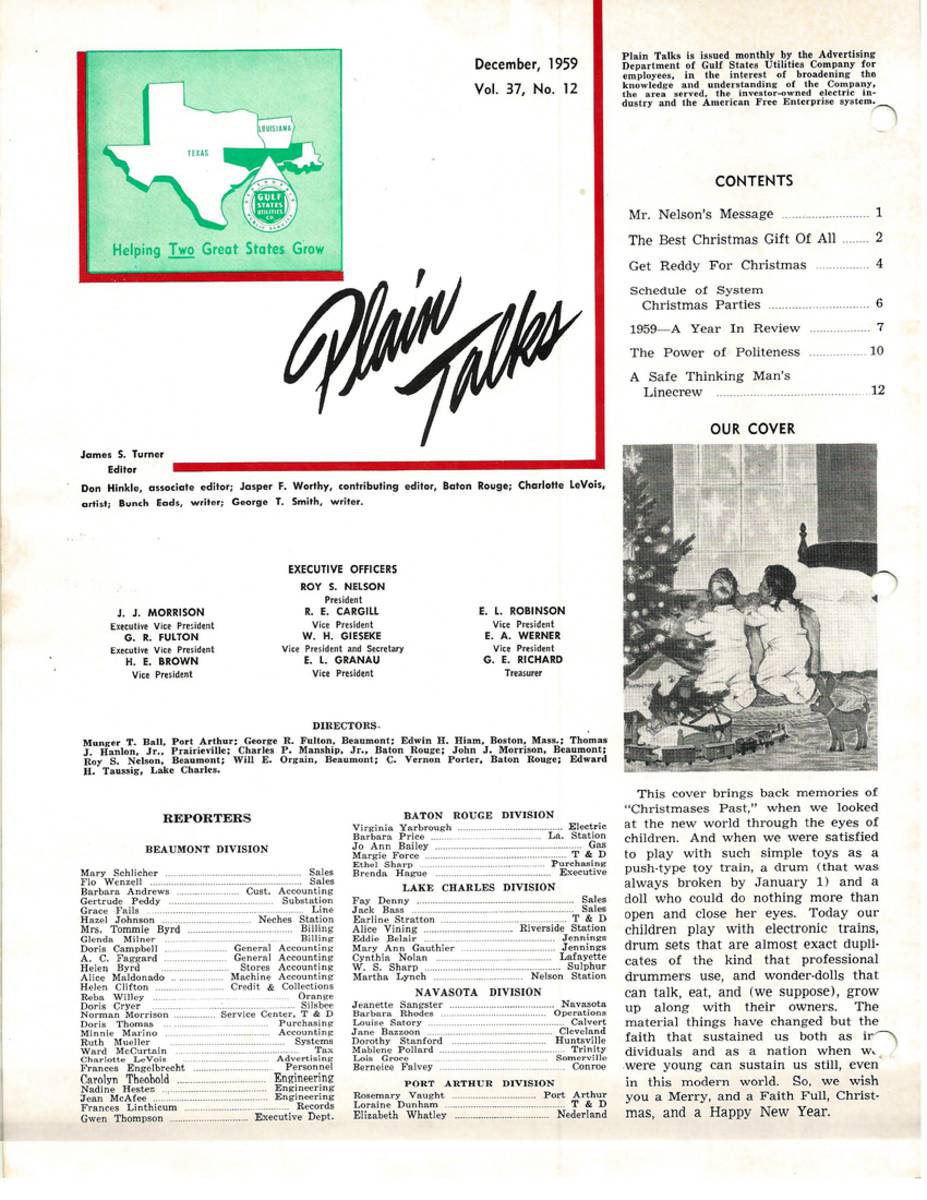 TEXAS
LOUISIANA
DEPENDABLE
GULF
STATES
UTILITIES
CO.
PUBLIC SERVICE
Helping Two Great States Grow
December, 1959
Vol. 37, No. 12
Plain
Talks
James S. Turner
Editor
Don Hinkle, associate editor; Jasper F. Worthy, contributing editor, Baton Rouge; Charlotte LeVois,
artist; Bunch Eads, writer; George T. Smith, writer.
EXECUTIVE OFFICERS
ROY S. NELSON
President
J. J. MORRISON
Executive Vice President
G. R. FULTON
Executive Vice President
H. E. BROWN
Vice President
R. E. CARGILL
Vice President
W. H. GIESEKE
Vice President and Secretary
E. L. GRANAU
Vice President
E. L. ROBINSON
Vice President
E. A. WERNER
Vice President
G. E. RICHARD
Treasurer
DIRECTORS
Munger T. Ball, Port Arthur; George R. Fulton, Beaumont; Edwin H. Hiam, Boston, Mass.; Thomas
J. Hanlon, Jr., Prairieville; Charles P. Manship, Jr., Baton Rouge; John J. Morrison, Beaumont;
Roy S. Nelson, Beaumont; Will E. Orgain, Beaumont; C. Vernon Porter, Baton Rouge; Edward
H. Taussig, Lake Charles.
REPORTERS
BEAUMONT DIVISION
Mary Schlicher ... Sales
Flo Wenzell ... Sales
Barbara Andrews ... Cust. Accounting
Gertrude Peddy ... Substation
Grace Fails ... Line
Hazel Johnson ... Neches Station
Mrs. Tommie Byrd ... Billing
Glenda Milner ... Billing
Doris Campbell ... General Accounting
A. C. Faggard ... General Accounting
Helen Byrd ... Stores Accounting
Alice Maldonado ... Machine Accounting
Helen Clifton ... Credit & Collections
Reba Willey ... Orange
Doris Cryer ... Silsbee
Norman Morrison ... Service Center, T & D
Doris Thomas ... Purchasing
Minnie Marino ... Accounting
Ruth Mueller ... Systems
Ward McCurtain ... Tax
Charlotte LeVois ... Advertising
Frances Engelbrecht ... Personnel
Carolyn Theobold ... Engineering
Nadine Hester ... Engineering
Jean McAfee ... Engineering
Frances Linthicum ... Records
Gwen Thompson ... Executive Dept.
BATON ROUGE DIVISION
Virginia Yarbrough ... Electric
Barbara Price ... La. Station
Jo Ann Bailey ... Gas
Margie Force ... T & D
Ethel Sharp ... Purchasing
Brenda Hague ... Executive
LAKE CHARLES DIVISION
Fay Denny ... Sales
Jack Bass ... Sales
Earline Stratton ... T & D
Alice Vining ... Riverside Station
Eddie Belair ... Jennings
Mary Ann Gauthier ... Jennings
Cynthia Nolan ... Lafayette
W. S. Sharp ... Sulphur
Martha Lynch ... Nelson Station
NAVASOTA DIVISION
Jeanette Sangster ... Navasota
Barbara Rhodes ... Operations
Louise Satory ... Calvert
Jane Bazzoon ... Cleveland
Dorothy Stanford ... Huntsville
Mablene Pollard ... Trinity
Lois Groce ... Somerville
Berneice Falvey ... Conroe
PORT ARTHUR DIVISION
Rosemary Vaught ... Port Arthur
Loraine Dunham ... T & D
Elizabeth Whatley ... Nederland
Plain Talks is issued monthly by the Advertising
Department of Gulf States Utilities Company for
employees, in the interest of broadening the
knowledge and understanding of the Company,
the area served, the investor-owned electric in-
dustry and the American Free Enterprise system.
CONTENTS
Mr. Nelson's Message ... 1
The Best Christmas Gift Of All ... 2
Get Reddy For Christmas ... 4
Schedule of System
Christmas Parties ... 6
1959—A Year In Review ... 7
The Power of Politeness ... 10
A Safe Thinking Man's
Linecrew ... 12
OUR COVER
This cover brings back memories of
"Christmases Past," when we looked
at the new world through the eyes of
children. And when we were satisfied
to play with such simple toys as a
push-type toy train, a drum (that was
always broken by January 1) and a
doll who could do nothing more than
open and close her eyes. Today our
children play with electronic trains,
drum sets that are almost exact dupli-
cates of the kind that professional
drummers use, and wonder-dolls that
can talk, eat, and (we suppose), grow
up along with their owners. The
material things have changed but the
faith that sustained us both as in
dividuals and as a nation when we
were young can sustain us still, even
in this modern world. So, we wish
you a Merry, and a Faith Full, Christ-
mas, and a Happy New Year.